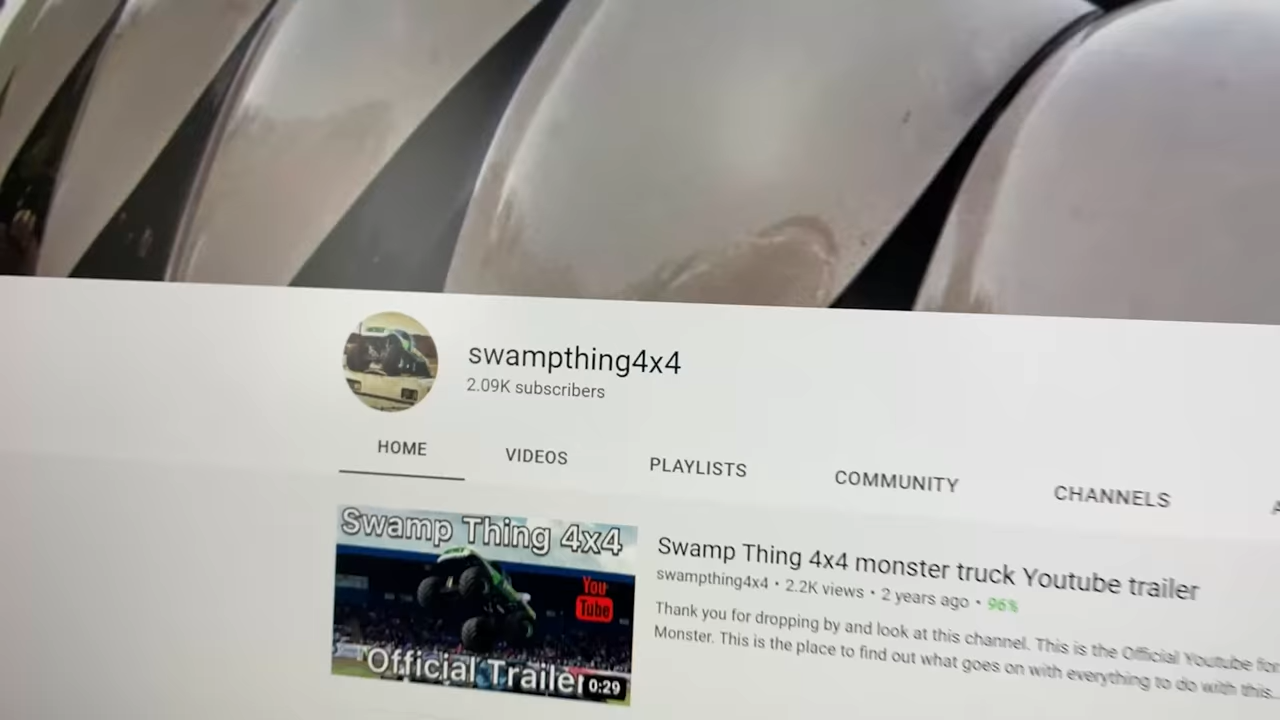 swampthing4x4
2.09K subscribers
HOME
VIDEOS
PLAYLISTS
COMMUNITY
CHANNELS
Swamp Thing 4x4
You
Tube
Official Trailer
0:29
Swamp Thing 4x4 monster truck Youtube trailer
swampthing4x4 • 2.2K views • 2 years ago • 96%
Thank you for dropping by and look at this channel. This is the Official Youtube for
Monster. This is the place to find out what goes on with everything to do with this...